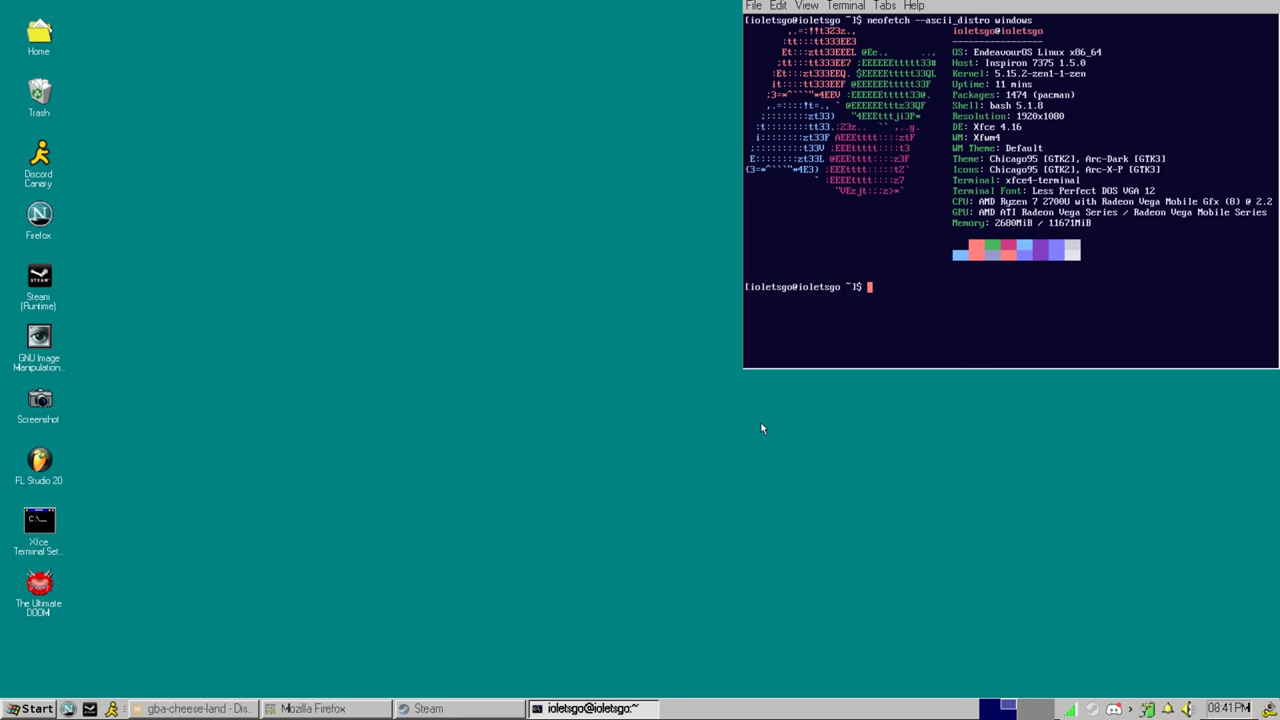 Home
Trash
Discord
Canary
Firefox
Steam
(Runtime)
GNU Image
Manipulation...
Screenshot
FL Studio 20
C:\_
Xfce
Terminal Set...
The Ultimate
DOOM
File Edit View Terminal Tabs Help
[ioletsgo@ioletsgo ~]$ neofetch --ascii_distro windows
ioletsgo@ioletsgo
-----------------
OS: EndeavourOS Linux x86_64
Host: Inspiron 7375 1.5.0
Kernel: 5.15.2-zen1-1-zen
Uptime: 11 mins
Packages: 1474 (pacman)
Shell: bash 5.1.8
Resolution: 1920x1080
DE: Xfce 4.16
WM: Xfwm4
WM Theme: Default
Theme: Chicago95 [GTK2], Arc-Dark [GTK3]
Icons: Chicago95 [GTK2], Arc-X-P [GTK3]
Terminal: xfce4-terminal
Terminal Font: Less Perfect DOS VGA 12
CPU: AMD Ryzen 7 2700U with Radeon Vega Mobile Gfx (8) @ 2.2
GPU: AMD ATI Radeon Vega Series / Radeon Vega Mobile Series
Memory: 2680MiB / 11671MiB
[ioletsgo@ioletsgo ~]$
Start
gba-cheese-land - Dis...
Mozilla Firefox
Steam
ioletsgo@ioletsgo:~
08:41 PM